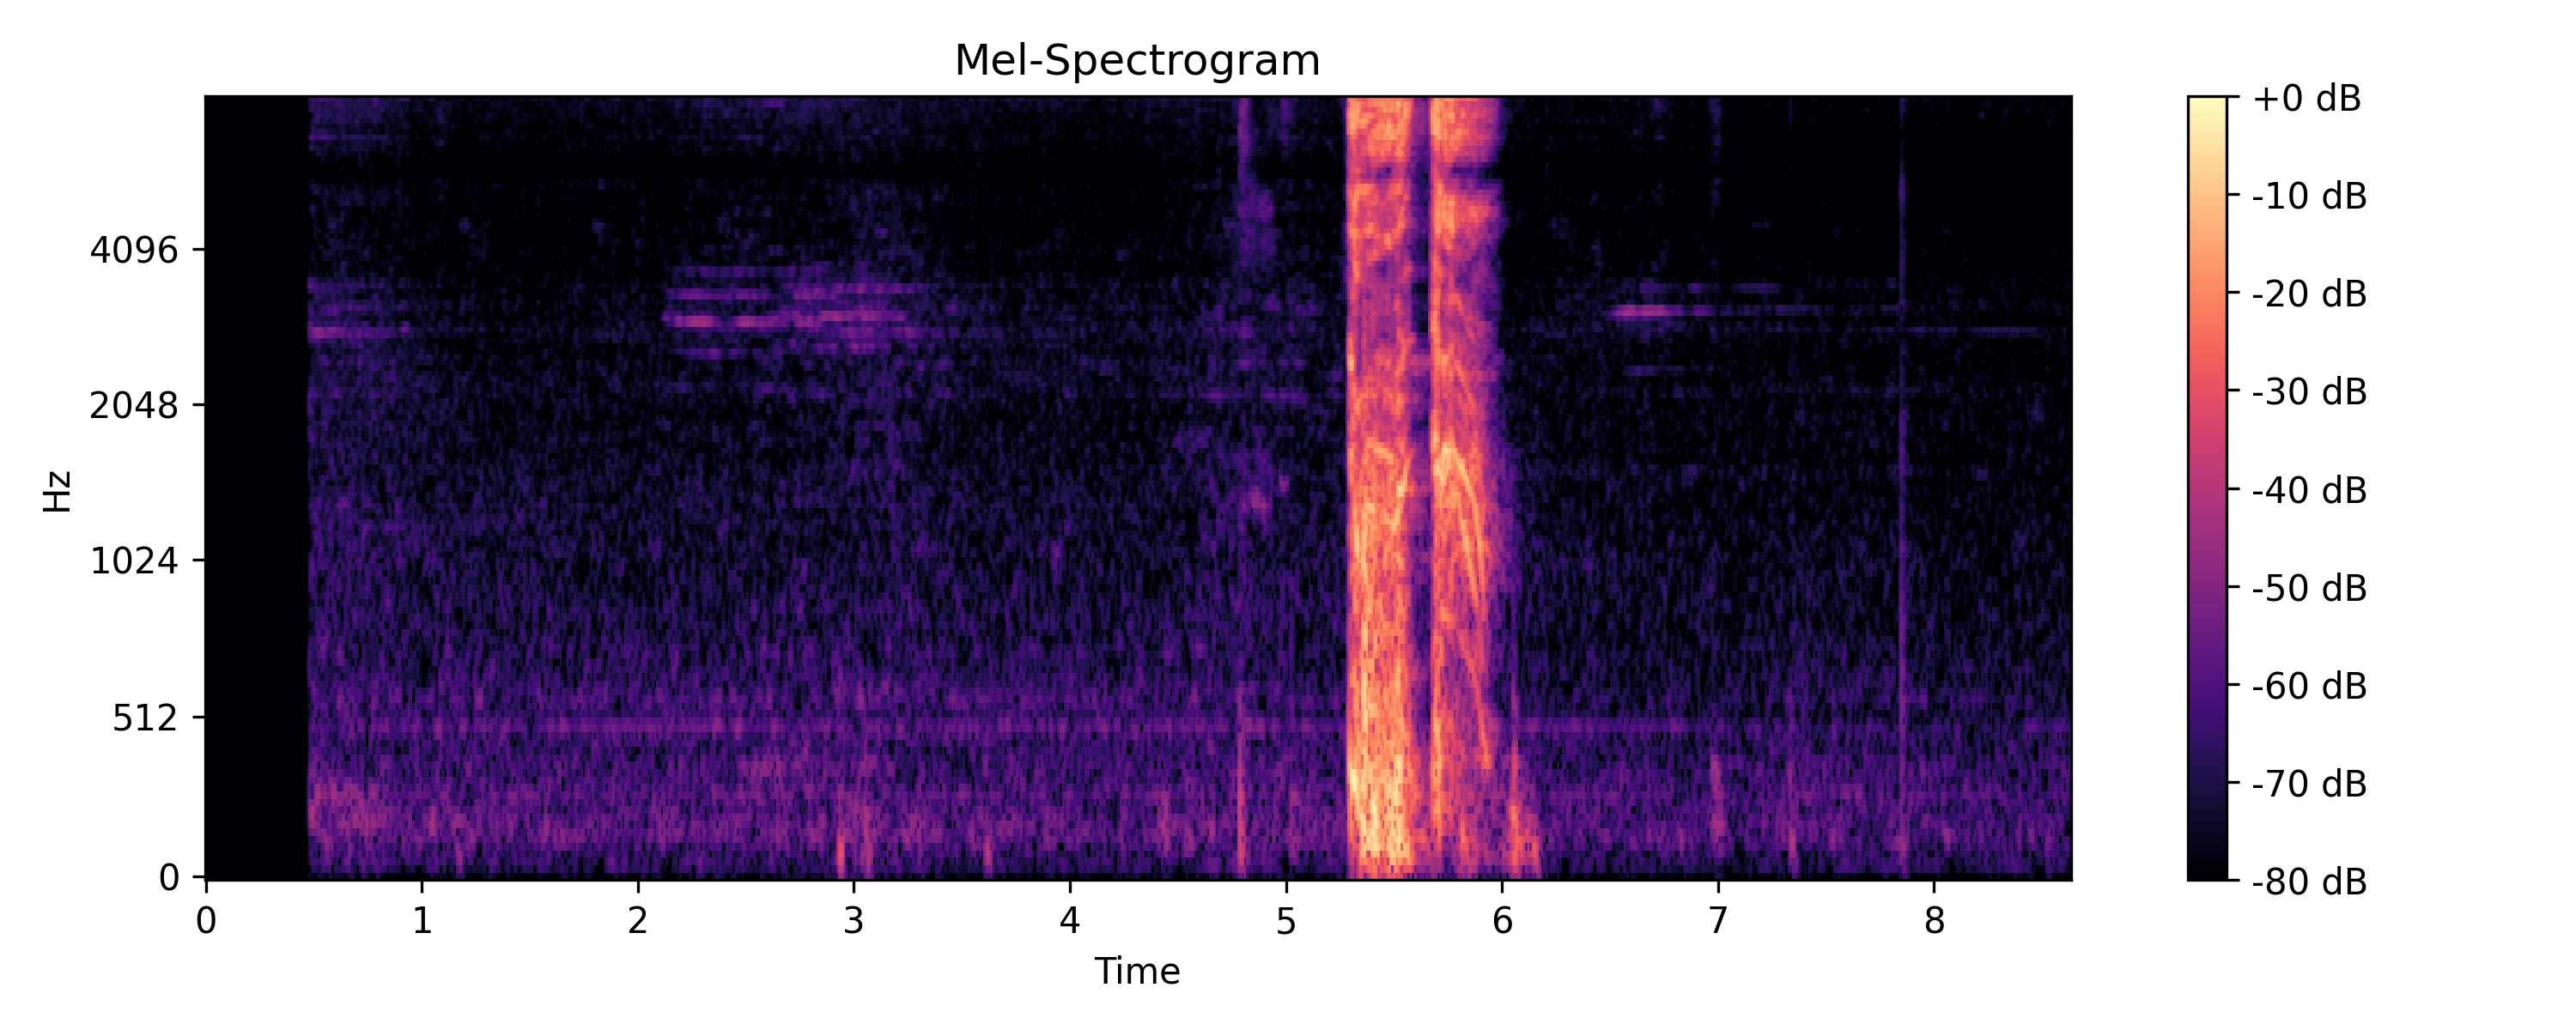 Mel-Spectrogram
+0 dB
-10 dB
-20 dB
-30 dB
-40 dB
-50 dB
-60 dB
-70 dB
-80 dB
4096
2048
1024
512
0
Hz
0 1 2 3 4 5 6 7 8
Time